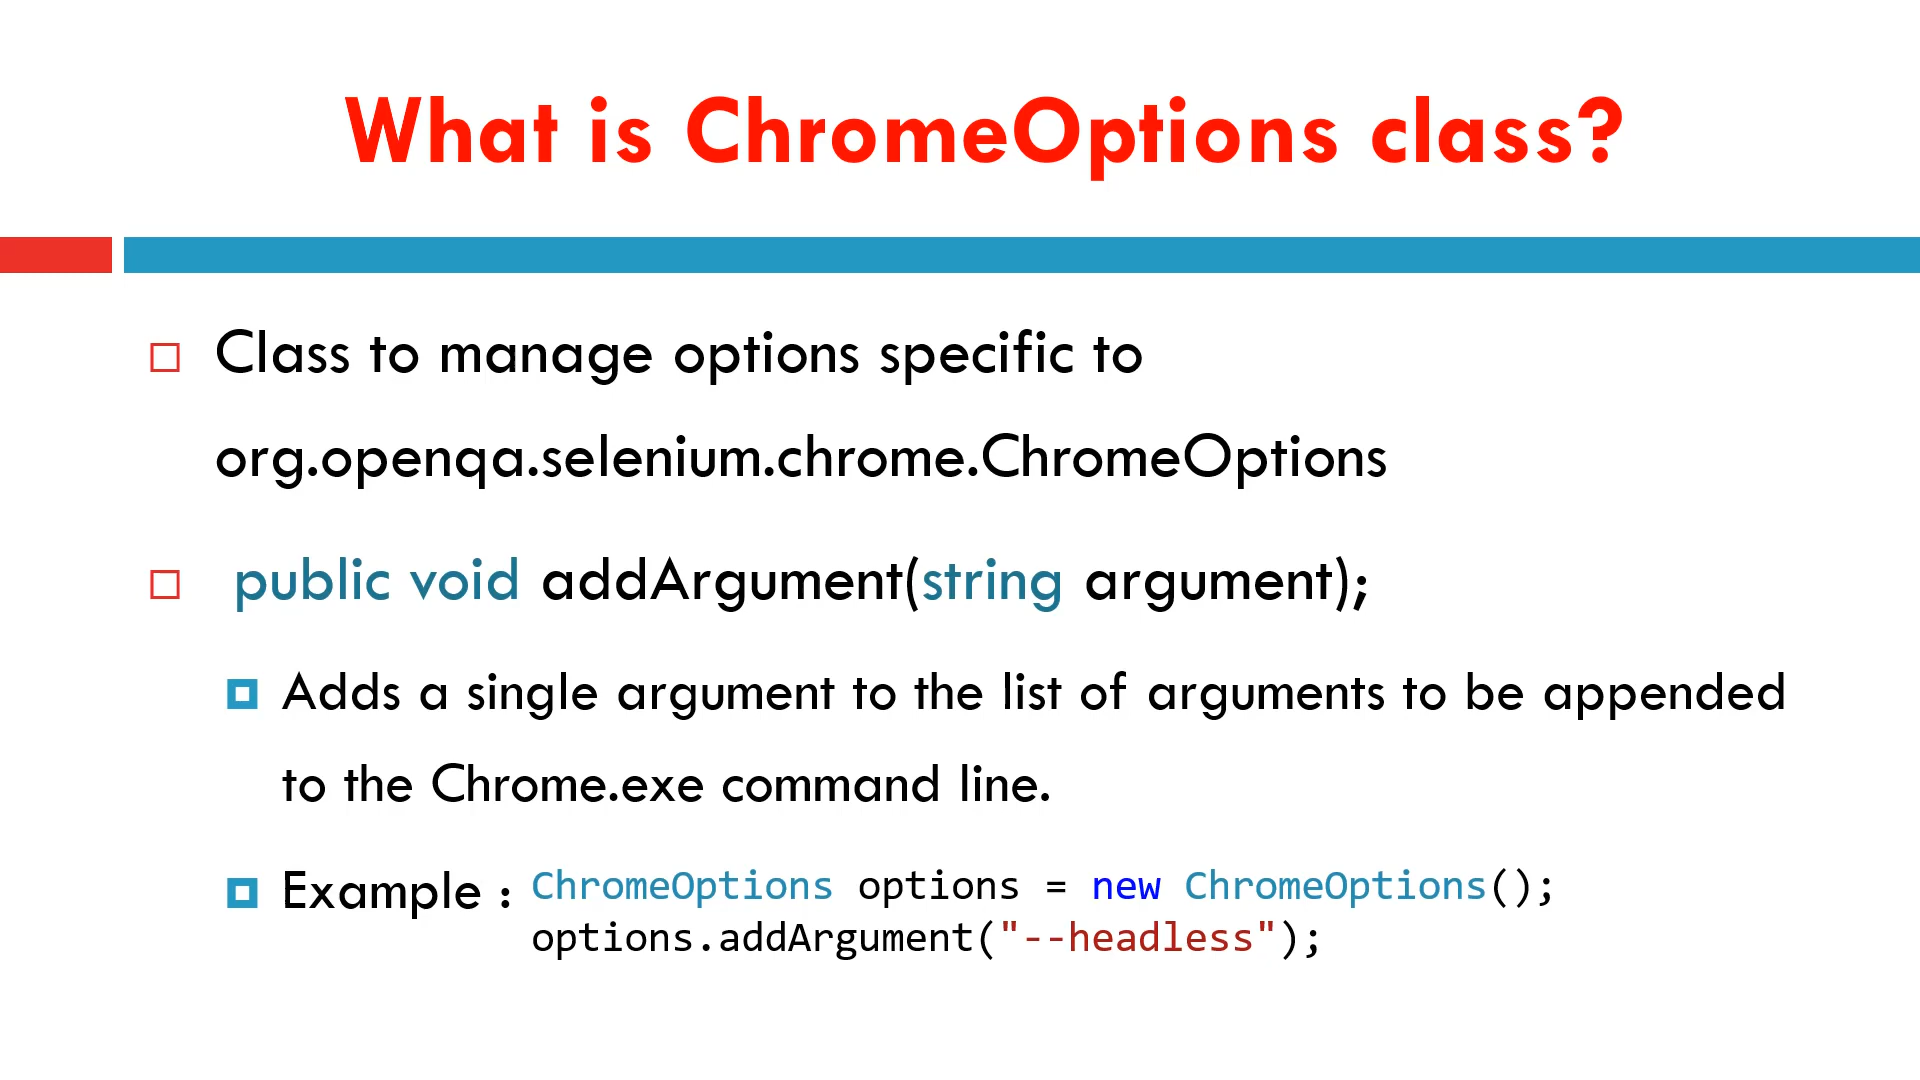 What is ChromeOptions class?
Class to manage options specific to
org.openqa.selenium.chrome.ChromeOptions
public void addArgument(string argument);
Adds a single argument to the list of arguments to be appended
to the Chrome.exe command line.
Example : ChromeOptions options = new ChromeOptions();
options.addArgument("--headless");